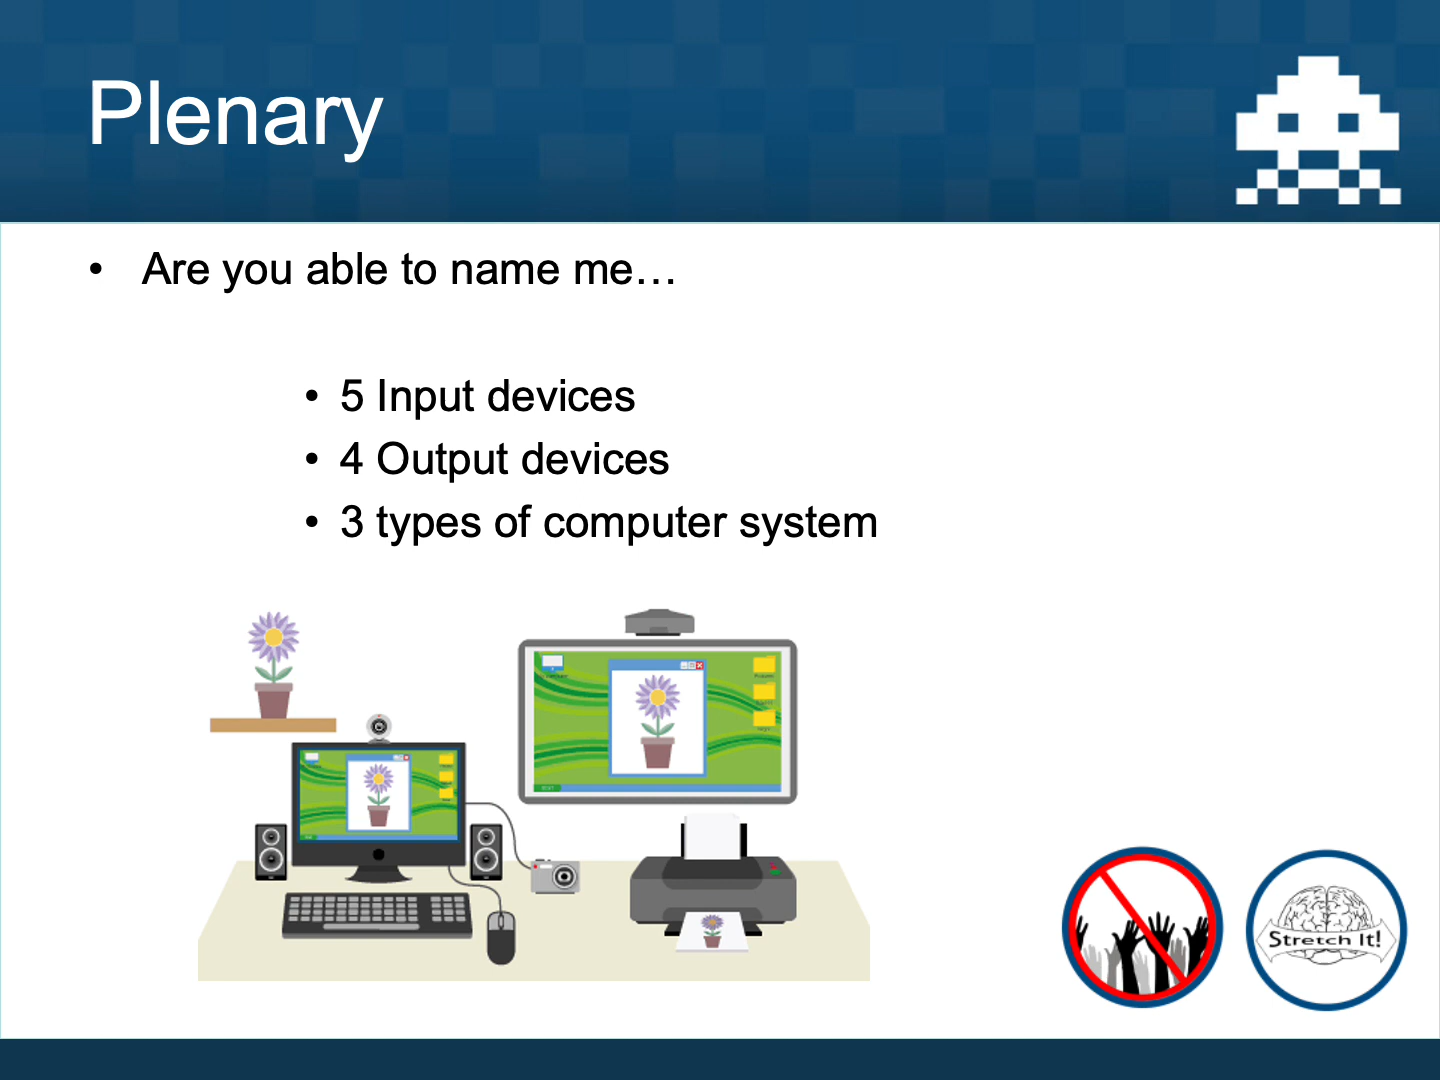 Plenary
• Are you able to name me…
• 5 Input devices
• 4 Output devices
• 3 types of computer system
Stretch It!